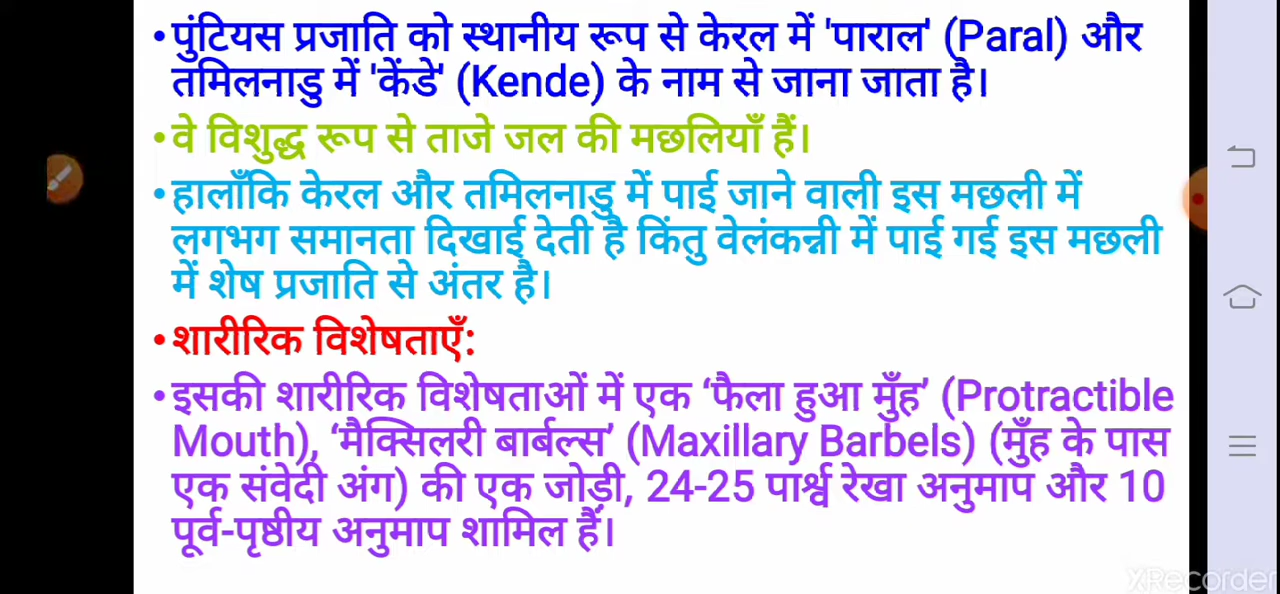 •पुंटियस प्रजाति को स्थानीय रूप से केरल में 'पाराल' (Paral) और
तमिलनाडु में 'केंडे' (Kende) के नाम से जाना जाता है।
•वे विशुद्ध रूप से ताजे जल की मछलियाँ हैं।
•हालाँकि केरल और तमिलनाडु में पाई जाने वाली इस मछली में
लगभग समानता दिखाई देती है किंतु वेलंकन्नी में पाई गई इस मछली
में शेष प्रजाति से अंतर है।
•शारीरिक विशेषताएँ:
•इसकी शारीरिक विशेषताओं में एक ‘फैला हुआ मुँह’ (Protractible
Mouth), ‘मैक्सिलरी बार्बल्स’ (Maxillary Barbels) (मुँह के पास
एक संवेदी अंग) की एक जोड़ी, 24-25 पार्श्व रेखा अनुमाप और 10
पूर्व-पृष्ठीय अनुमाप शामिल हैं।
XRecorder